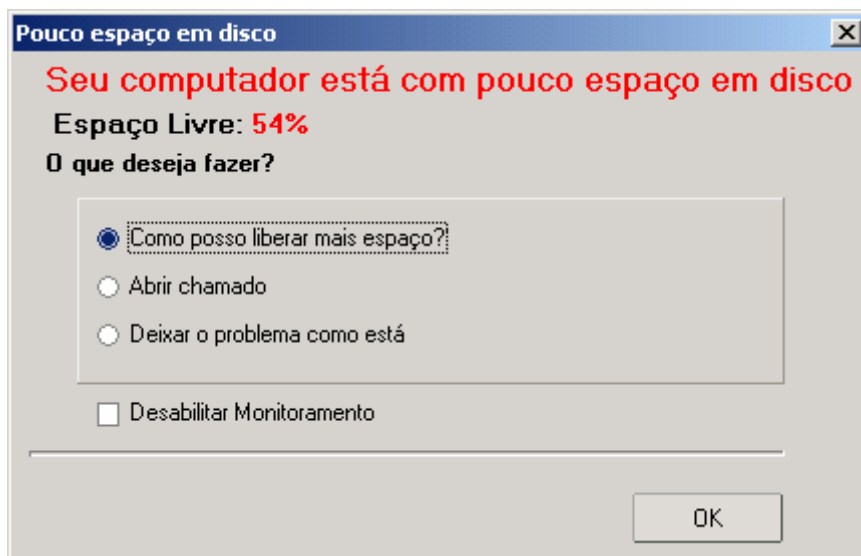 Pouco espaço em disco
Seu computador está com pouco espaço em disco
Espaço Livre: 54%
O que deseja fazer?
Como posso liberar mais espaço?
Abrir chamado
Deixar o problema como está
Desabilitar Monitoramento
OK